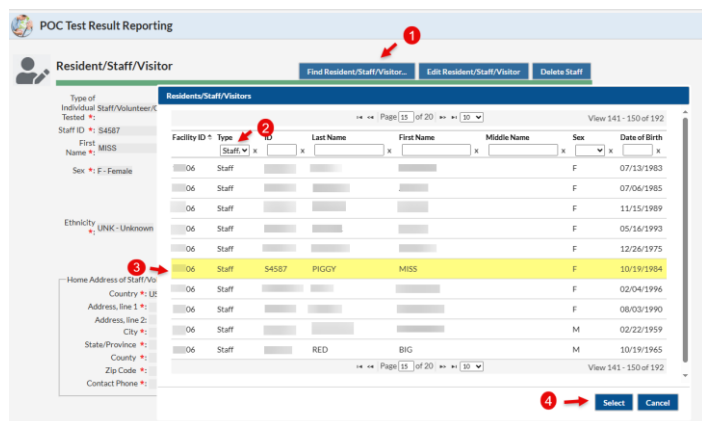 POC Test Result Reporting
1
Resident/Staff/Visitor
Find Resident/Staff/Visitor... Edit Resident/Staff/Visitor Delete Staff
Type of
Individual Staff/Volunteer/C
Tested *:
Staff ID *: S4587
First
Name *: MISS
Sex *: F - Female
Ethnicity
*: UNK - Unknown
Home Address of Staff/Vo
Country *: US
Address, line 1 *:
Address, line 2:
City *:
State/Province *:
County *:
Zip Code *:
Contact Phone *:
Residents/Staff/Visitors
Page 15 of 20 10 View 141 - 150 of 192
2
Facility ID Type ID Last Name First Name Middle Name Sex Date of Birth
Staff, x x x x x x x
06 Staff F 07/13/1983
06 Staff F 07/06/1985
06 Staff F 11/15/1989
06 Staff F 05/16/1993
06 Staff F 12/26/1975
3
06 Staff S4587 PIGGY MISS F 10/19/1984
06 Staff F 02/04/1996
06 Staff F 08/03/1990
06 Staff M 02/22/1959
06 Staff RED BIG M 10/19/1965
Page 15 of 20 10 View 141 - 150 of 192
4
Select Cancel